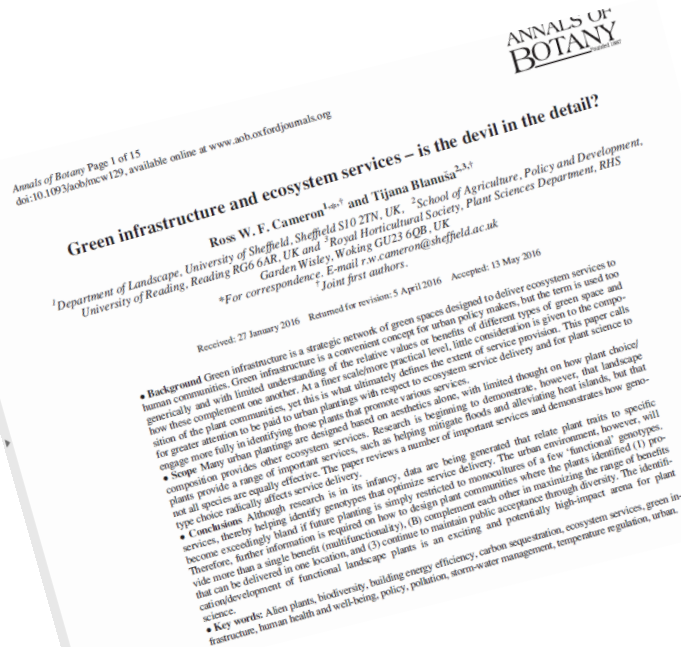 ANNALS OF
BOTANY
Founded 1887
Annals of Botany Page 1 of 15
doi:10.1093/aob/mcw129, available online at www.aob.oxfordjournals.org
Green infrastructure and ecosystem services – is the devil in the detail?
Ross W. F. Cameron1,*,† and Tijana Blanuša2,3,†
1Department of Landscape, University of Sheffield, Sheffield S10 2TN, UK, 2School of Agriculture, Policy and Development,
University of Reading, Reading RG6 6AR, UK and 3Royal Horticultural Society, Plant Sciences Department, RHS
Garden Wisley, Woking GU23 6QB, UK
*For correspondence. E-mail r.w.cameron@sheffield.ac.uk
†Joint first authors.
Received: 27 January 2016 Returned for revision: 5 April 2016 Accepted: 13 May 2016
• Background Green infrastructure is a strategic network of green spaces designed to deliver ecosystem services to
human communities. Green infrastructure is a convenient concept for urban policy makers, but the term is used too
generically and with limited understanding of the relative values or benefits of different types of green space and
how these complement one another. At a finer scale/more practical level, little consideration is given to the compo-
sition of the plant communities, yet this is what ultimately defines the extent of service provision. This paper calls
for greater attention to be paid to urban plantings with respect to ecosystem service delivery and for plant science to
engage more fully in identifying those plants that promote various services.
• Scope Many urban plantings are designed based on aesthetics alone, with limited thought on how plant choice/
composition provides other ecosystem services. Research is beginning to demonstrate, however, that landscape
plants provide a range of important services, such as helping mitigate floods and alleviating heat islands, but that
not all species are equally effective. The paper reviews a number of important services and demonstrates how geno-
type choice radically affects service delivery.
• Conclusions Although research is in its infancy, data are being generated that relate plant traits to specific
services, thereby helping identify genotypes that optimize service delivery. The urban environment, however, will
become exceedingly bland if future planting is simply restricted to monocultures of a few ‘functional’ genotypes.
Therefore, further information is required on how to design plant communities where the plants identified (1) pro-
vide more than a single benefit (multifunctionality), (B) complement each other in maximizing the range of benefits
that can be delivered in one location, and (3) continue to maintain public acceptance through diversity. The identifi-
cation/development of functional landscape plants is an exciting and potentially high-impact arena for plant
science.
• Key words: Alien plants, biodiversity, building energy efficiency, carbon sequestration, ecosystem services, green in-
frastructure, human health and well-being, policy, pollution, storm-water management, temperature regulation, urban.